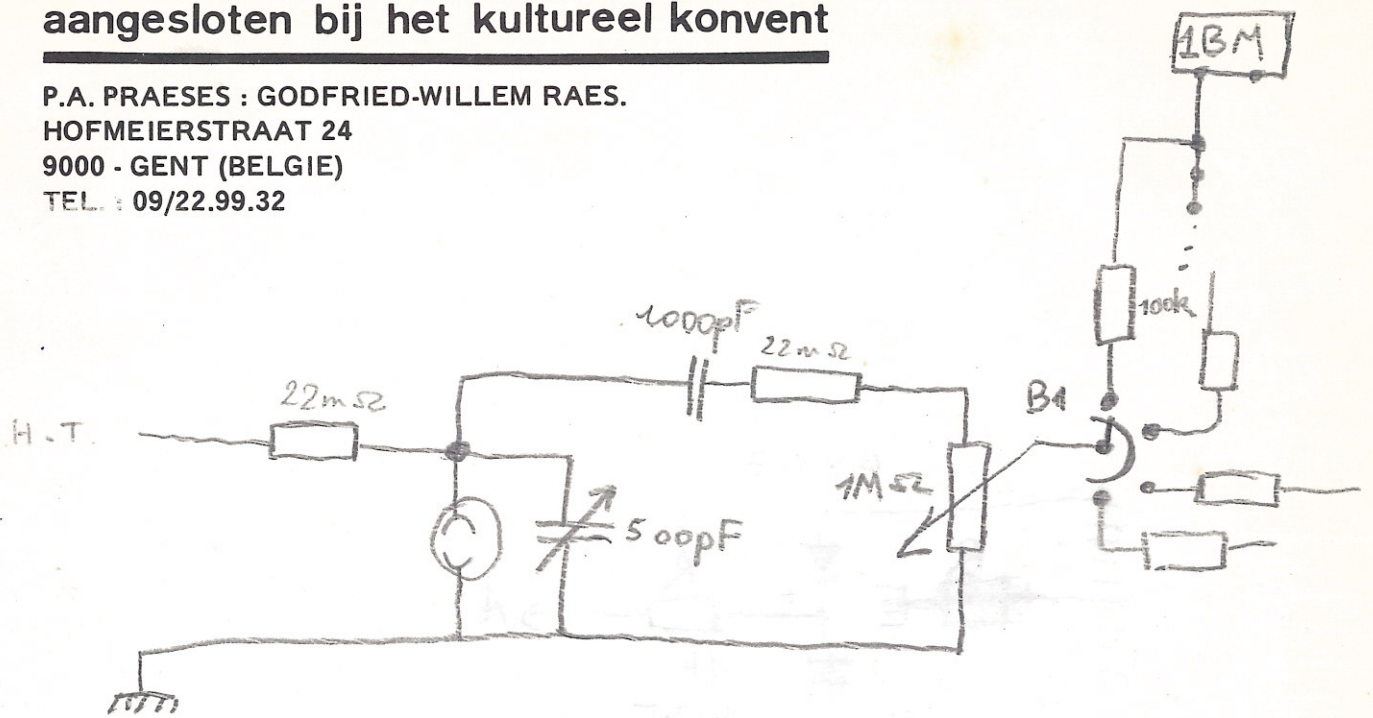 aangesloten bij het kultureel konvent
P.A. PRAESES : GODFRIED-WILLEM RAES.
HOFMEIERSTRAAT 24
9000 - GENT (BELGIE)
TEL. : 09/22.99.32
1BM
100k
1000pF
22mΩ
B1
22mΩ
H.T.
1MΩ
500pF